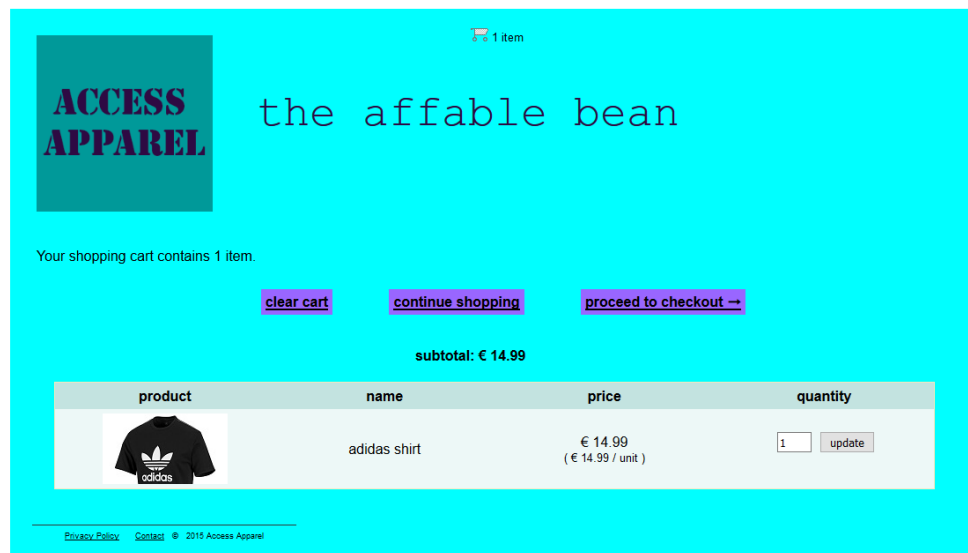 1 item
ACCESS
APPAREL
the affable bean
Your shopping cart contains 1 item.
clear cart continue shopping proceed to checkout →
subtotal: € 14.99
product name price quantity
adidas
adidas shirt
€ 14.99
( € 14.99 / unit )
1 update
Privacy Policy Contact © 2015 Access Apparel